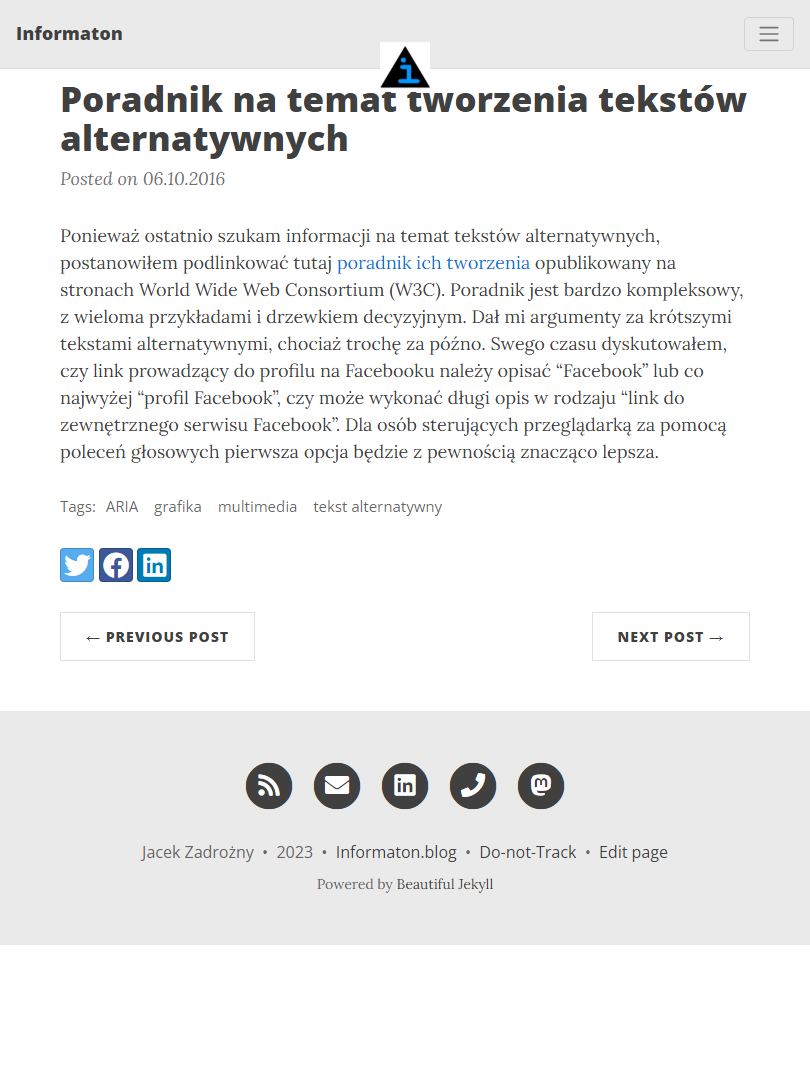 Informaton
Poradnik na temat tworzenia tekstów
alternatywnych
Posted on 06.10.2016
Ponieważ ostatnio szukam informacji na temat tekstów alternatywnych,
postanowiłem podlinkować tutaj poradnik ich tworzenia opublikowany na
stronach World Wide Web Consortium (W3C). Poradnik jest bardzo kompleksowy,
z wieloma przykładami i drzewkiem decyzyjnym. Dał mi argumenty za krótszymi
tekstami alternatywnymi, chociaż trochę za późno. Swego czasu dyskutowałem,
czy link prowadzący do profilu na Facebooku należy opisać “Facebook” lub co
najwyżej “profil Facebook”, czy może wykonać długi opis w rodzaju “link do
zewnętrznego serwisu Facebook”. Dla osób sterujących przeglądarką za pomocą
poleceń głosowych pierwsza opcja będzie z pewnością znacząco lepsza.
Tags: ARIA grafika multimedia tekst alternatywny
← PREVIOUS POST NEXT POST →
Jacek Zadrożny • 2023 • Informaton.blog • Do-not-Track • Edit page
Powered by Beautiful Jekyll